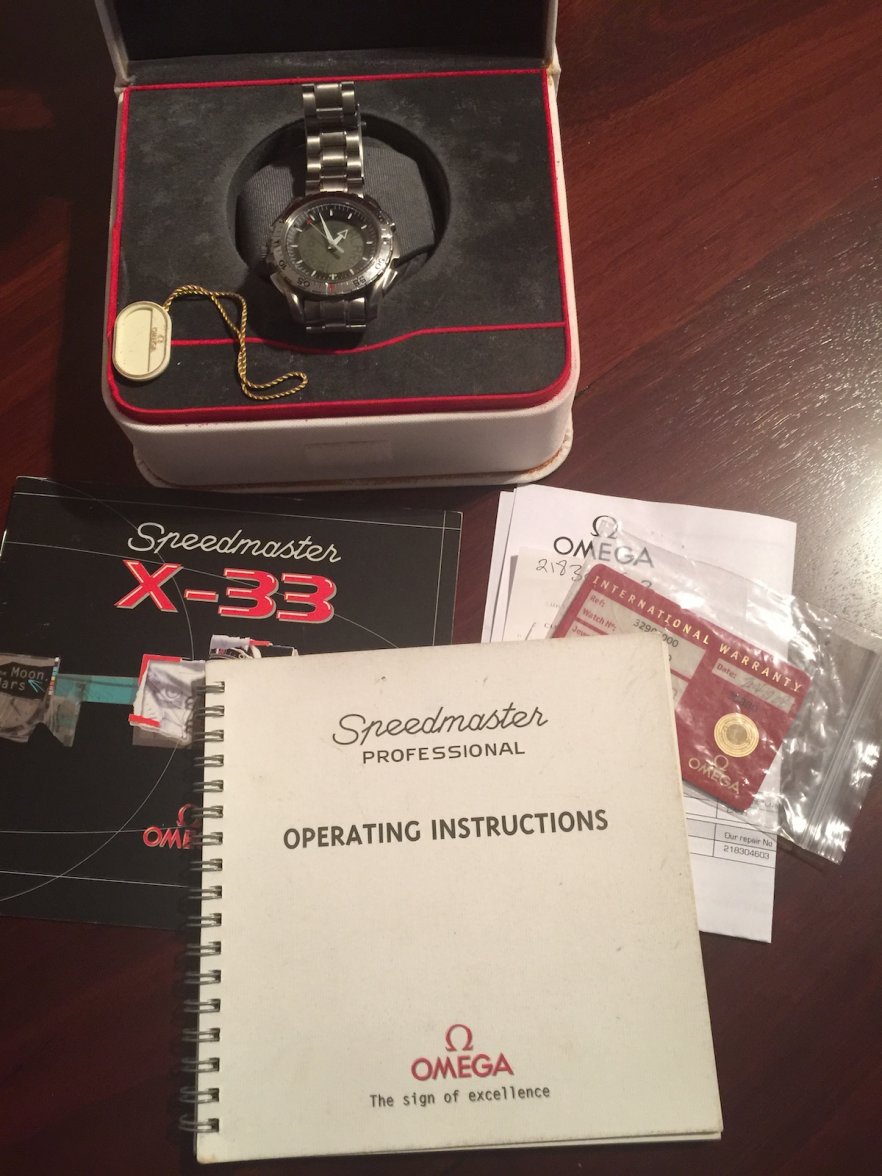 Speedmaster
X-33
Moon,
Mars
Ω
OMEGA
INTERNATIONAL WARRANTY
Ref:
Watch Nº:
Date:
Ω
OMEGA
Our repair No
218304603
Speedmaster
PROFESSIONAL
OPERATING INSTRUCTIONS
Ω
OMEGA
The sign of excellence